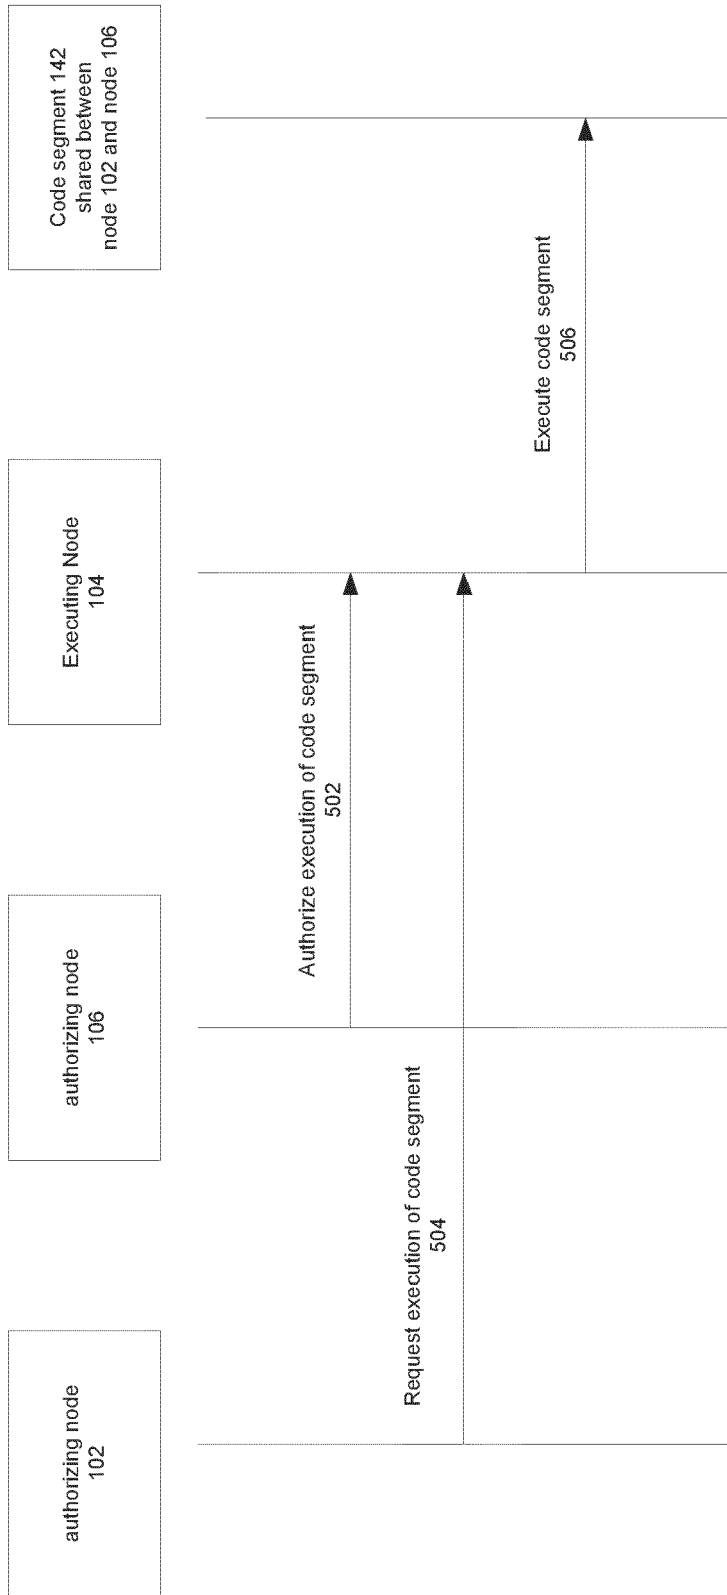 authorizing node
102
authorizing node
106
Executing Node
104
Code segment 142
shared between
node 102 and node 106
Authorize execution of code segment
502
Request execution of code segment
504
Execute code segment
506